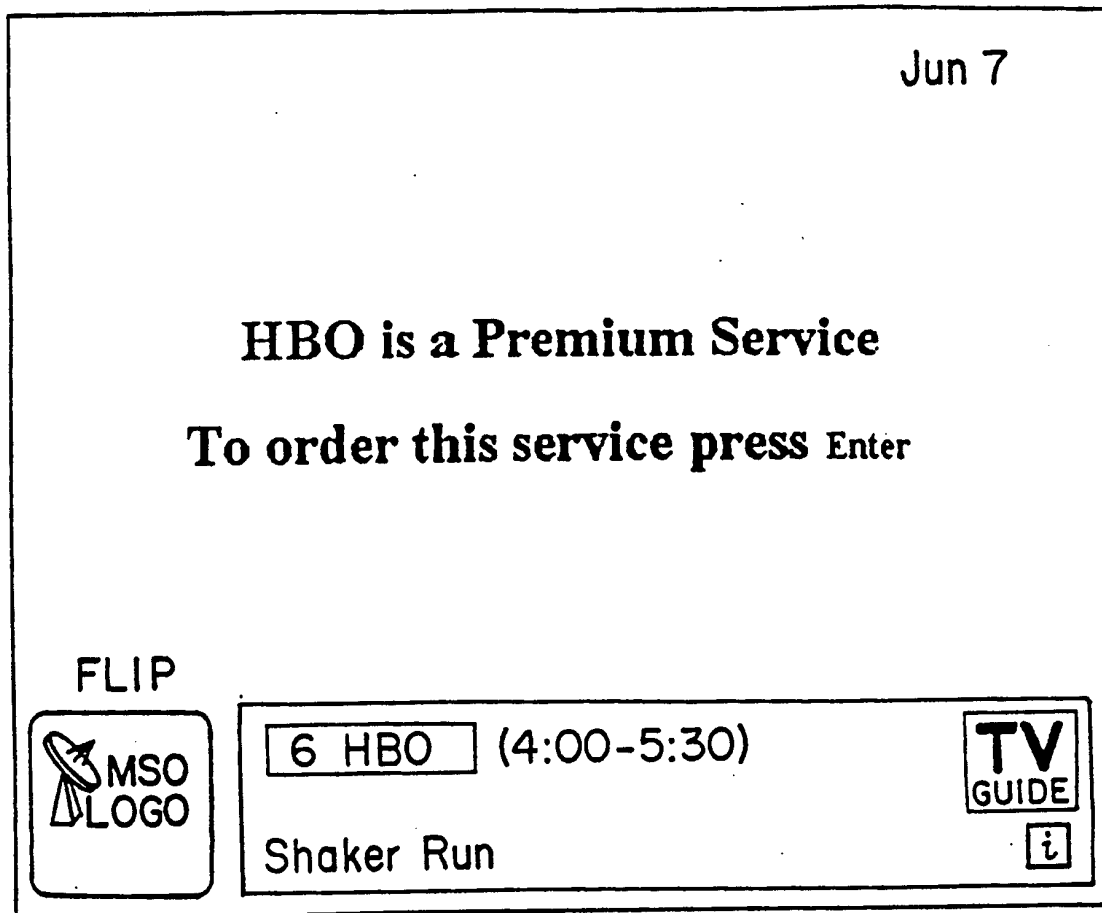 Jun 7
HBO is a Premium Service
To order this service press Enter
FLIP
MSO
LOGO
6 HBO (4:00-5:30)
TV
GUIDE
Shaker Run
i